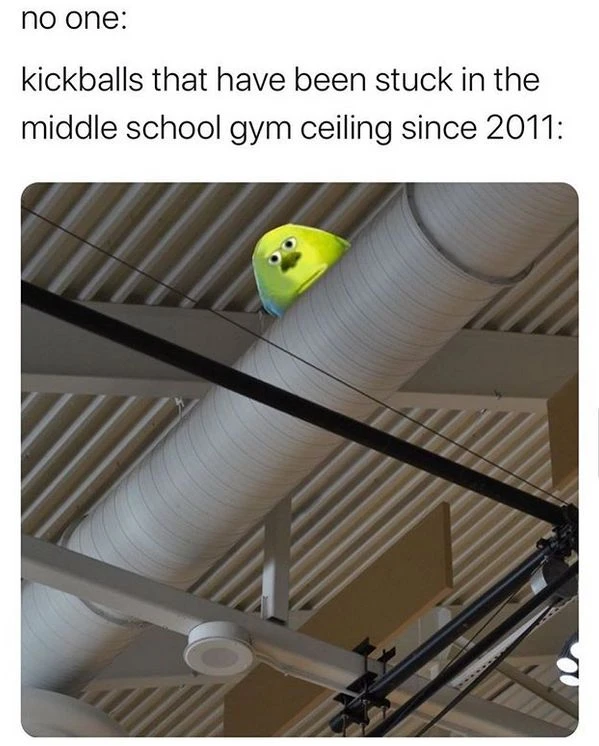 no one:
kickballs that have been stuck in the
middle school gym ceiling since 2011: